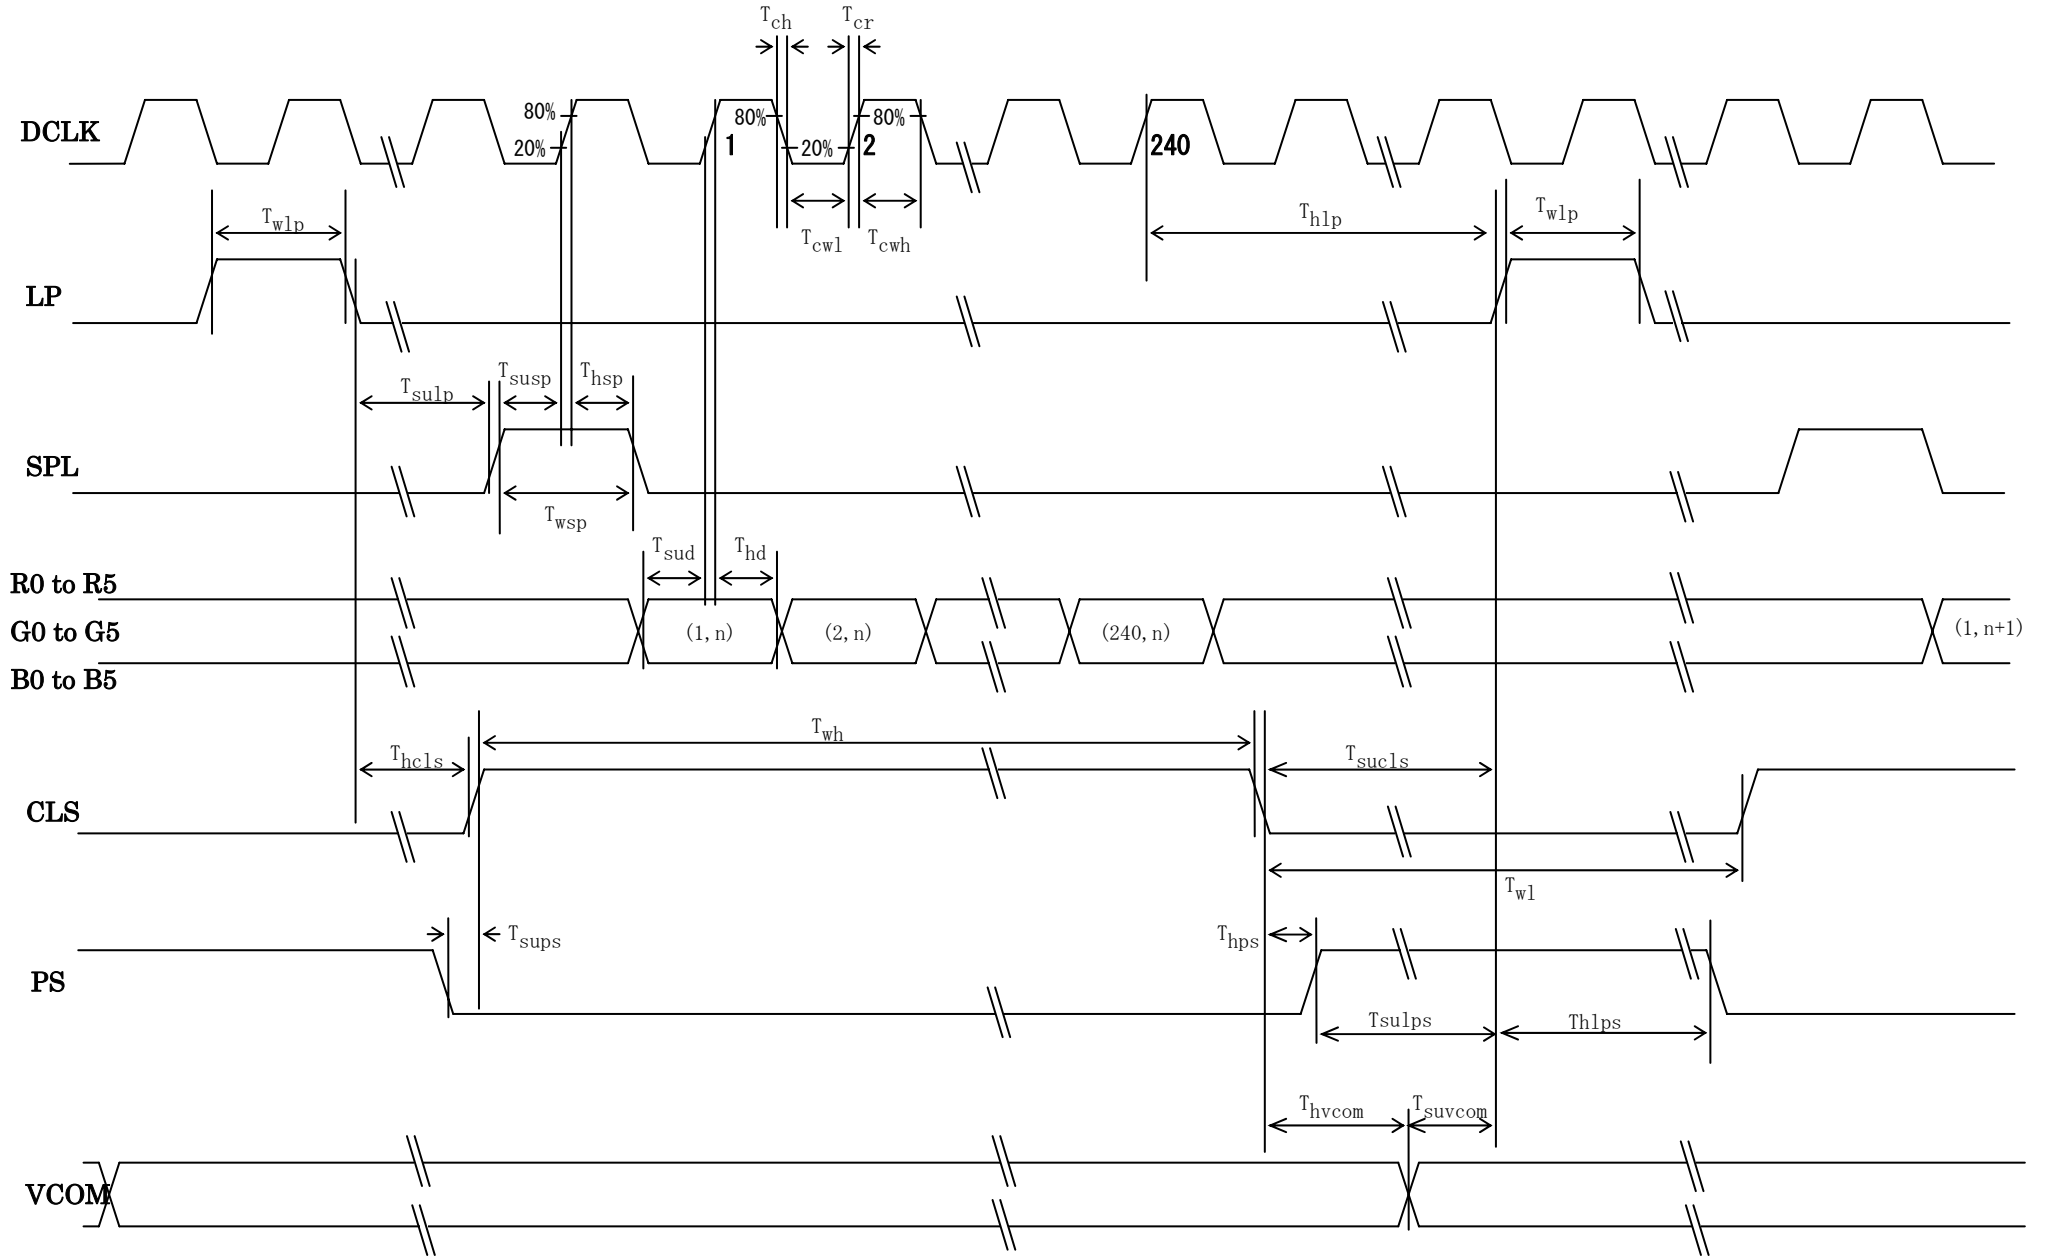 Tch Tcr
DCLK
80%
20%
80%
1
20%
2
80%
240
Twlp
Tcwl
Tcwh
Thlp
Twlp
LP
Tsulp
Tsusp
Thsp
SPL
Twsp
Tsud
Thd
R0 to R5
G0 to G5
B0 to B5
(1,n)
(2,n)
(240,n)
(1,n+1)
Twh
Thcls
Tsucls
CLS
Twl
Tsups
Thps
PS
Tsulps
Thlps
Thvcom
Tsuvcom
VCOM